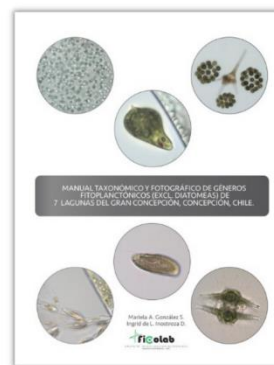 MANUAL TAXONÓMICO Y FOTOGRÁFICO DE GÉNEROS
FITOPLANCTÓNICOS (EXCL. DIATOMEAS) DE
7 LAGUNAS DEL GRAN CONCEPCIÓN, CONCEPCIÓN, CHILE.
Mariela A. González S.
Ingrid de L. Inostroza D.
ficolab